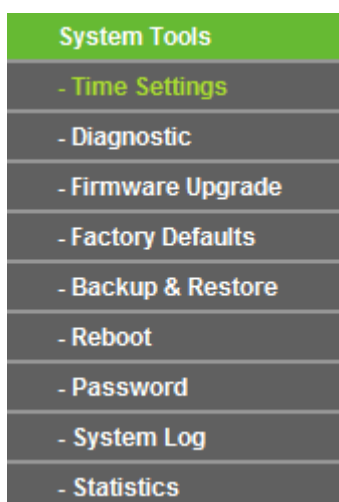 System Tools
- Time Settings
- Diagnostic
- Firmware Upgrade
- Factory Defaults
- Backup & Restore
- Reboot
- Password
- System Log
- Statistics